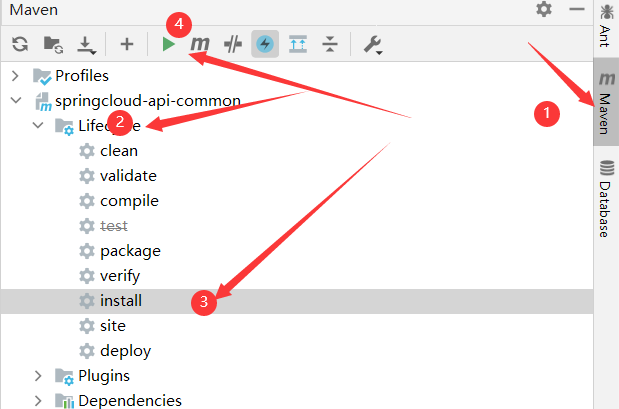 Maven
4
Ant
m
Profiles
springcloud-api-common
1
Maven
2
Lifecycle
clean
validate
compile
test
package
verify
install
3
site
deploy
Database
Plugins
Dependencies